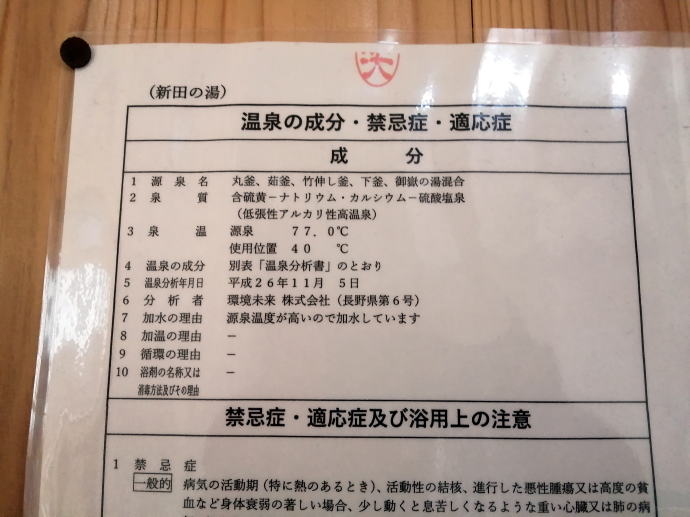 （新田の湯）
温泉の成分・禁忌症・適応症
成　　分
1　源　泉　名　丸釜、茹釜、竹伸し釜、下釜、御嶽の湯混合
2　泉　　質　含硫黄－ナトリウム・カルシウム－硫酸塩泉
（低張性アルカリ性高温泉）
3　泉　　温　源泉　77．0℃
使用位置　40　℃
4　温泉の成分　別表「温泉分析書」のとおり
5　温泉分析年月日　平成26年11月　5日
6　分　析　者　環境未来 株式会社（長野県第6号）
7　加水の理由　源泉温度が高いので加水しています
8　加温の理由　－
9　循環の理由　－
10　浴剤の名称又は　－
消毒方法及びその理由
禁忌症・適応症及び浴用上の注意
1　禁　忌　症
一般的　病気の活動期（特に熱のあるとき）、活動性の結核、進行した悪性腫瘍又は高度の貧
血など身体衰弱の著しい場合、少し動くと息苦しくなるような重い心臓又は肺の病